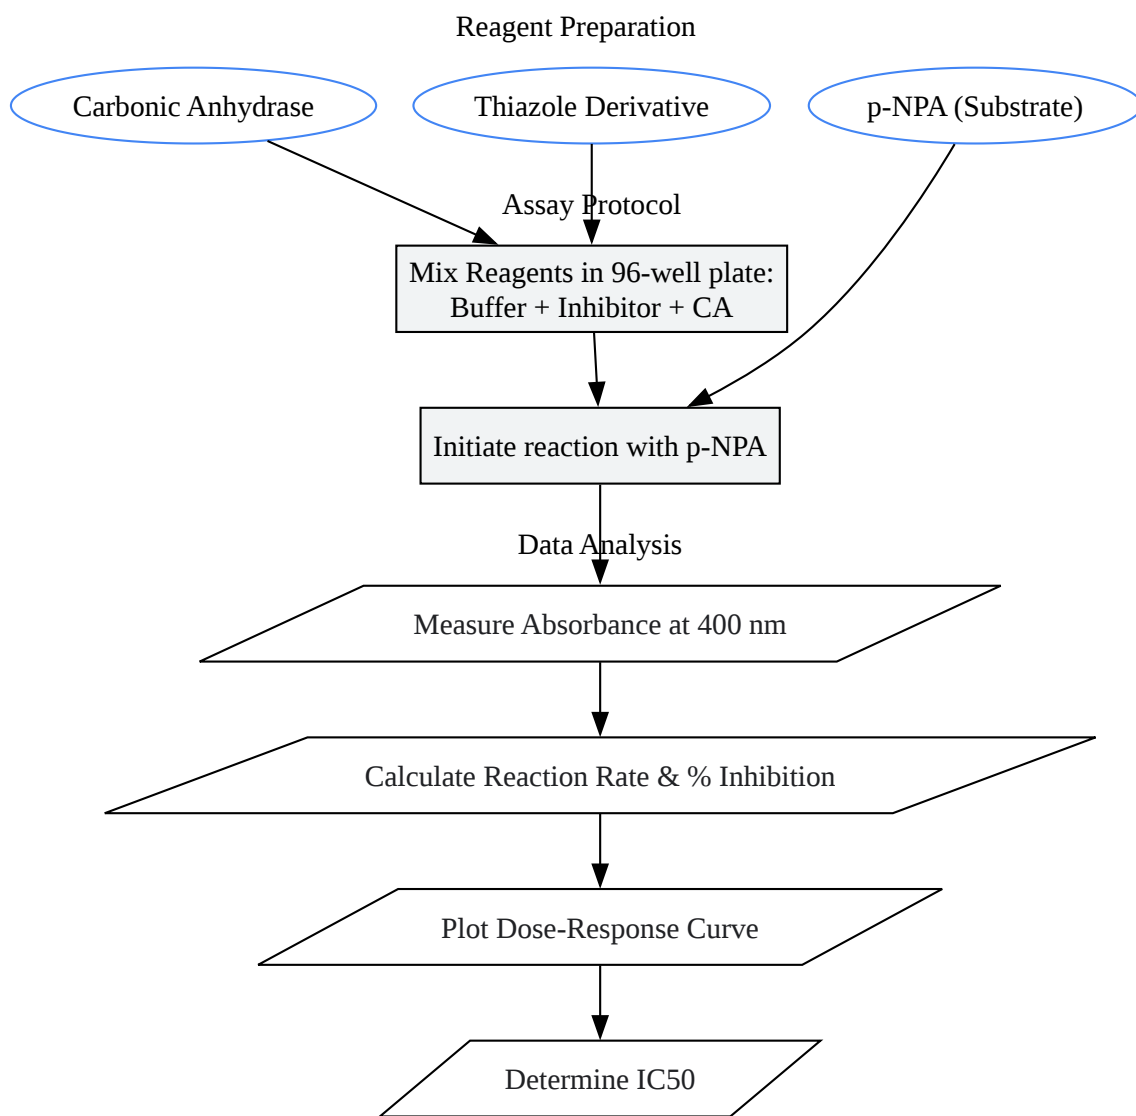 Reagent Preparation
Carbonic Anhydrase
Thiazole Derivative
p-NPA (Substrate)
Assay Protocol
Mix Reagents in 96-well plate:
Buffer + Inhibitor + CA
Initiate reaction with p-NPA
Data Analysis
Measure Absorbance at 400 nm
Calculate Reaction Rate & % Inhibition
Plot Dose-Response Curve
Determine IC50